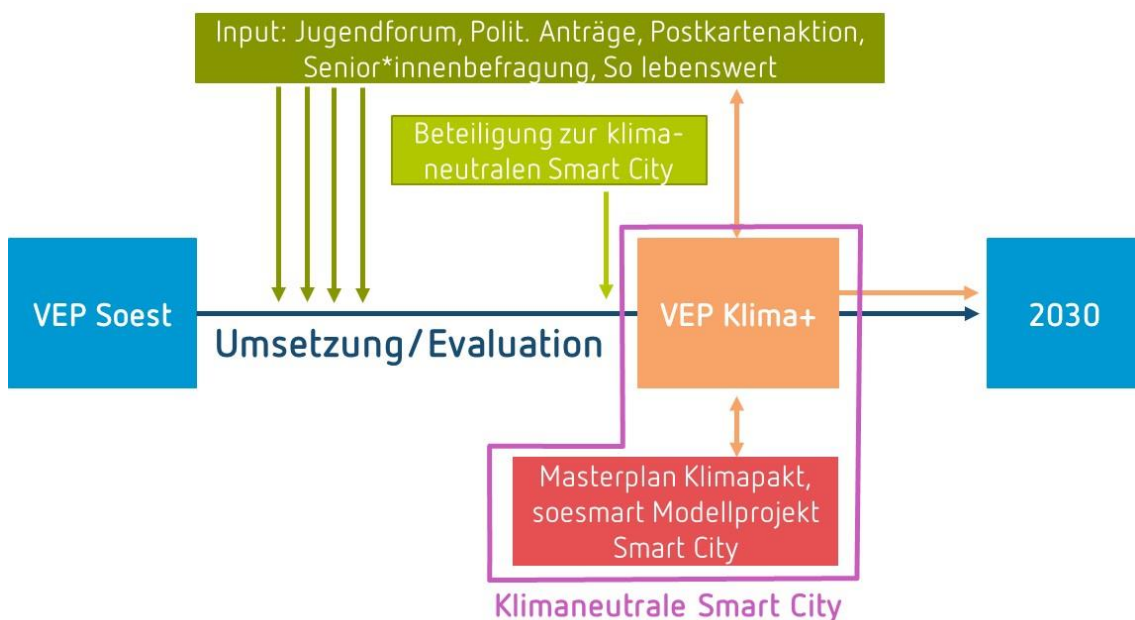 Input: Jugendforum, Polit. Anträge, Postkartenaktion,
Senior*innenbefragung, So lebenswert
Beteiligung zur klima-
neutralen Smart City
VEP Soest
Umsetzung/Evaluation
VEP Klima+
2030
Masterplan Klimapakt,
soesmart Modellprojekt
Smart City
Klimaneutrale Smart City